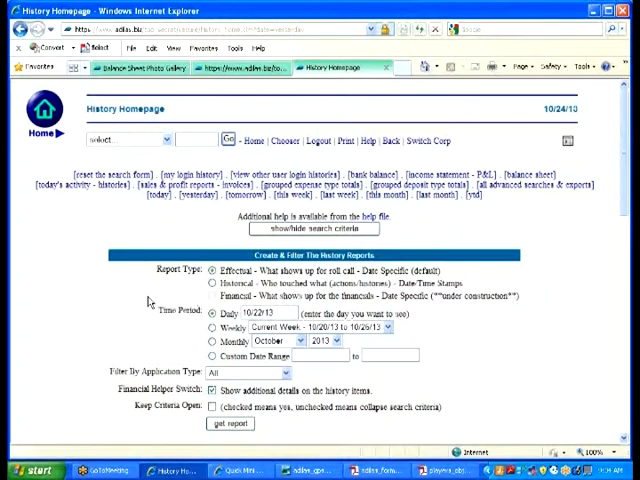 History Homepage - Windows Internet Explorer
Google
Convert Select File Edit View Favorites Tools Help
Favorites Balance Sheet Photo Gallery History Homepage Page Safety Tools
History Homepage 10/24/13
Home
select... Go - Home | Chooser | Logout | Print | Help | Back | Switch Corp
[reset the search form] . [my login history] . [view other user login histories] . [bank balance] . [income statement - P&L] . [balance sheet]
[today's activity - histories] . [sales & profit reports - invoices] . [grouped expense type totals] . [grouped deposit type totals] . [all advanced searches & exports]
[today] . [yesterday] . [tomorrow] . [this week] . [last week] . [this month] . [last month] . [ytd]
Additional help is available from the help file.
show/hide search criteria
Create & Filter The History Reports
Report Type: Effectual - What shows up for roll call - Date Specific (default)
Historical - Who touched what (actions/histories) - Date/Time Stamps
Financial - What shows up for the financials - Date Specific (**under construction**)
Time Period: Daily 10/22/13 (enter the day you want to see)
Weekly Current Week - 10/20/13 to 10/26/13
Monthly October 2013
Custom Date Range to
Filter By Application Type: All
Financial Helper Switch: Show additional details on the history items.
Keep Criteria Open: (checked means yes, unchecked means collapse search criteria)
get report
Internet 100%
start GoToMeeting History Ho... Quick Mini ... adilas_gps... adilas_form... players_obj...